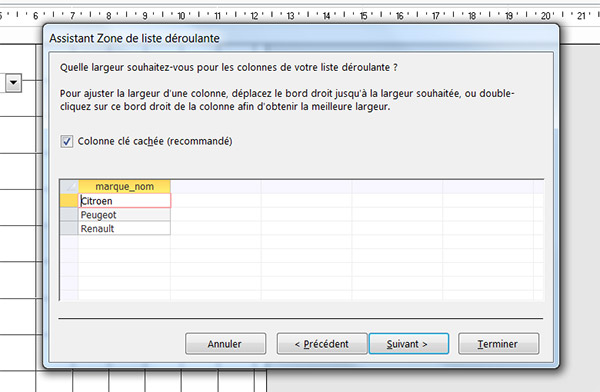 6 7 8 9 10 11 12 13 14 15 16 17 18 19 20 21
Assistant Zone de liste déroulante
Quelle largeur souhaitez-vous pour les colonnes de votre liste déroulante ?
Pour ajuster la largeur d'une colonne, déplacez le bord droit jusqu'à la largeur souhaitée, ou double-
cliquez sur ce bord droit de la colonne afin d'obtenir la meilleure largeur.
Colonne clé cachée (recommandé)
marque_nom
Citroen
Peugeot
Renault
Annuler < Précédent Suivant > Terminer